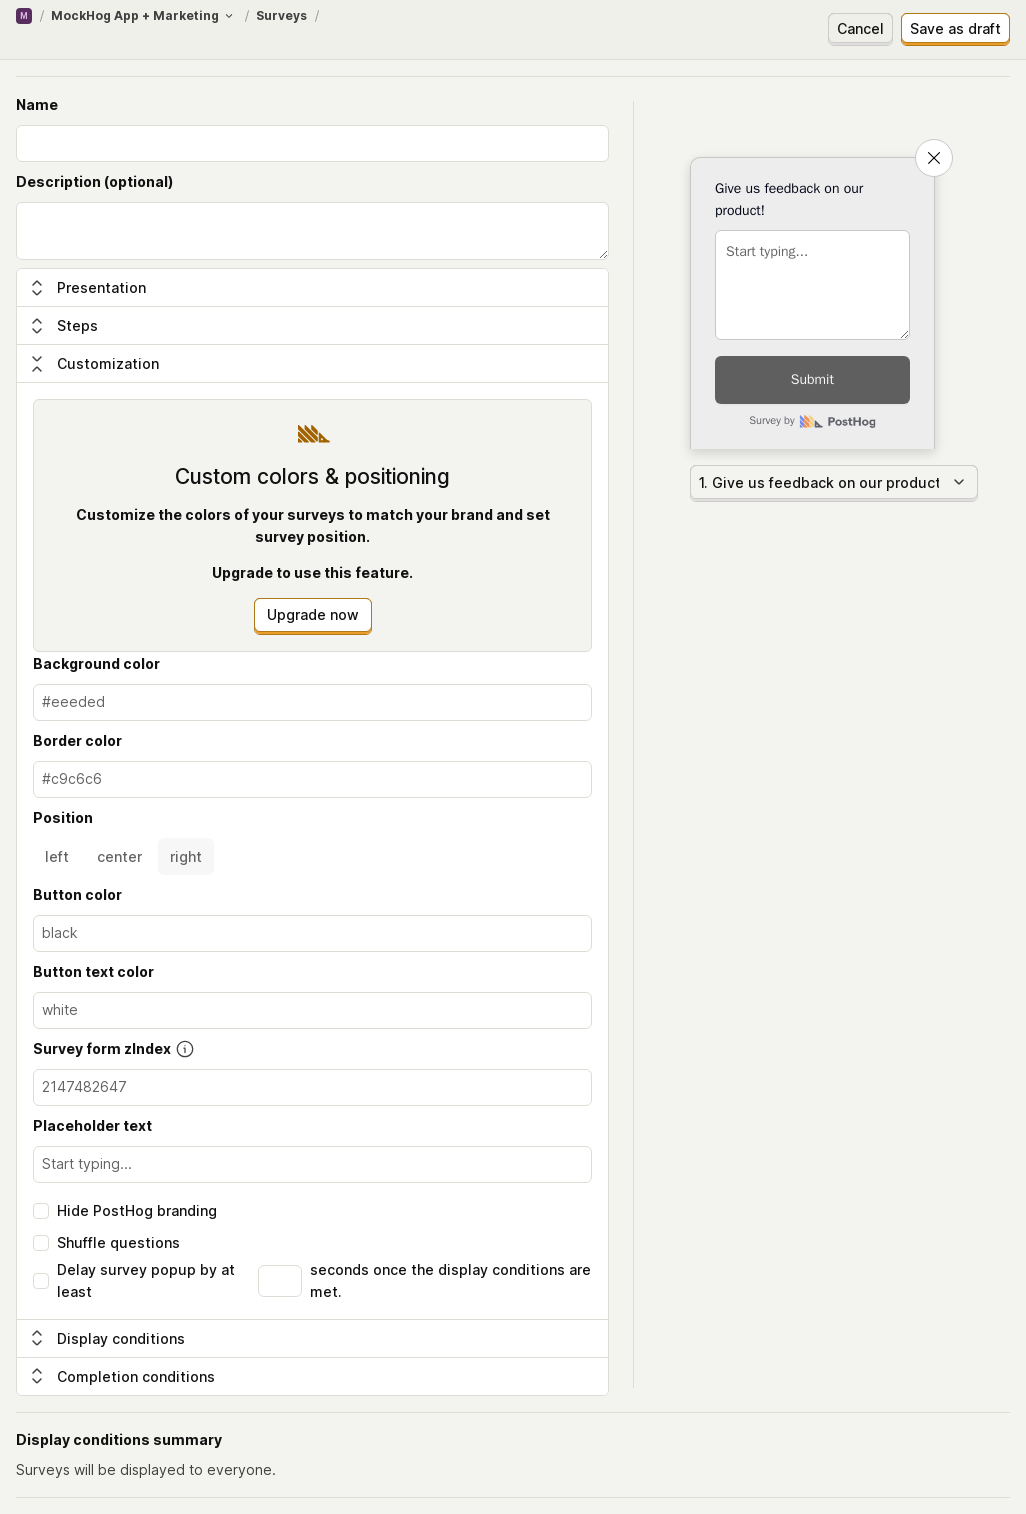 M / MockHog App + Marketing / Surveys /
Cancel
Save as draft
Name
Description (optional)
Presentation
Steps
Customization
Custom colors & positioning
Customize the colors of your surveys to match your brand and set
survey position.
Upgrade to use this feature.
Upgrade now
Background color
#eeeded
Border color
#c9c6c6
Position
left center right
Button color
black
Button text color
white
Survey form zIndex
2147482647
Placeholder text
Start typing...
Hide PostHog branding
Shuffle questions
Delay survey popup by at
least
seconds once the display conditions are
met.
Display conditions
Completion conditions
Give us feedback on our
product!
Start typing...
Submit
Survey by PostHog
1. Give us feedback on our product
Display conditions summary
Surveys will be displayed to everyone.